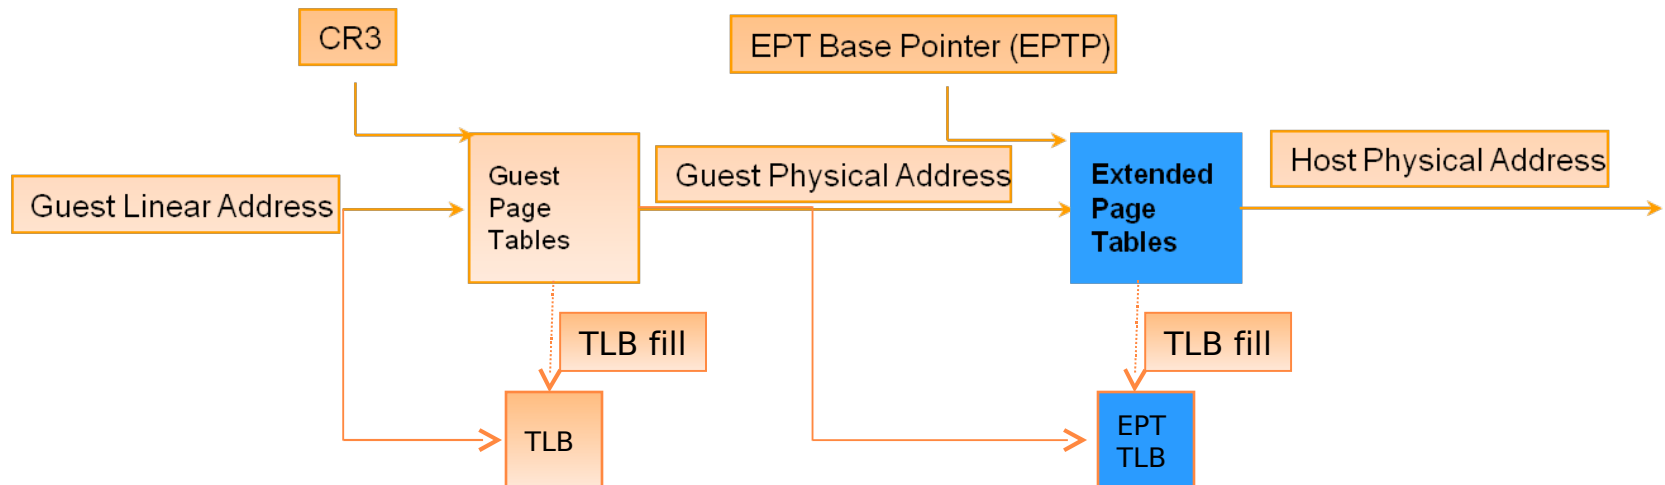 CR3
EPT Base Pointer (EPTP)
Guest Linear Address
Guest
Page
Tables
Guest Physical Address
Extended
Page
Tables
Host Physical Address
TLB fill
TLB fill
TLB
EPT
TLB